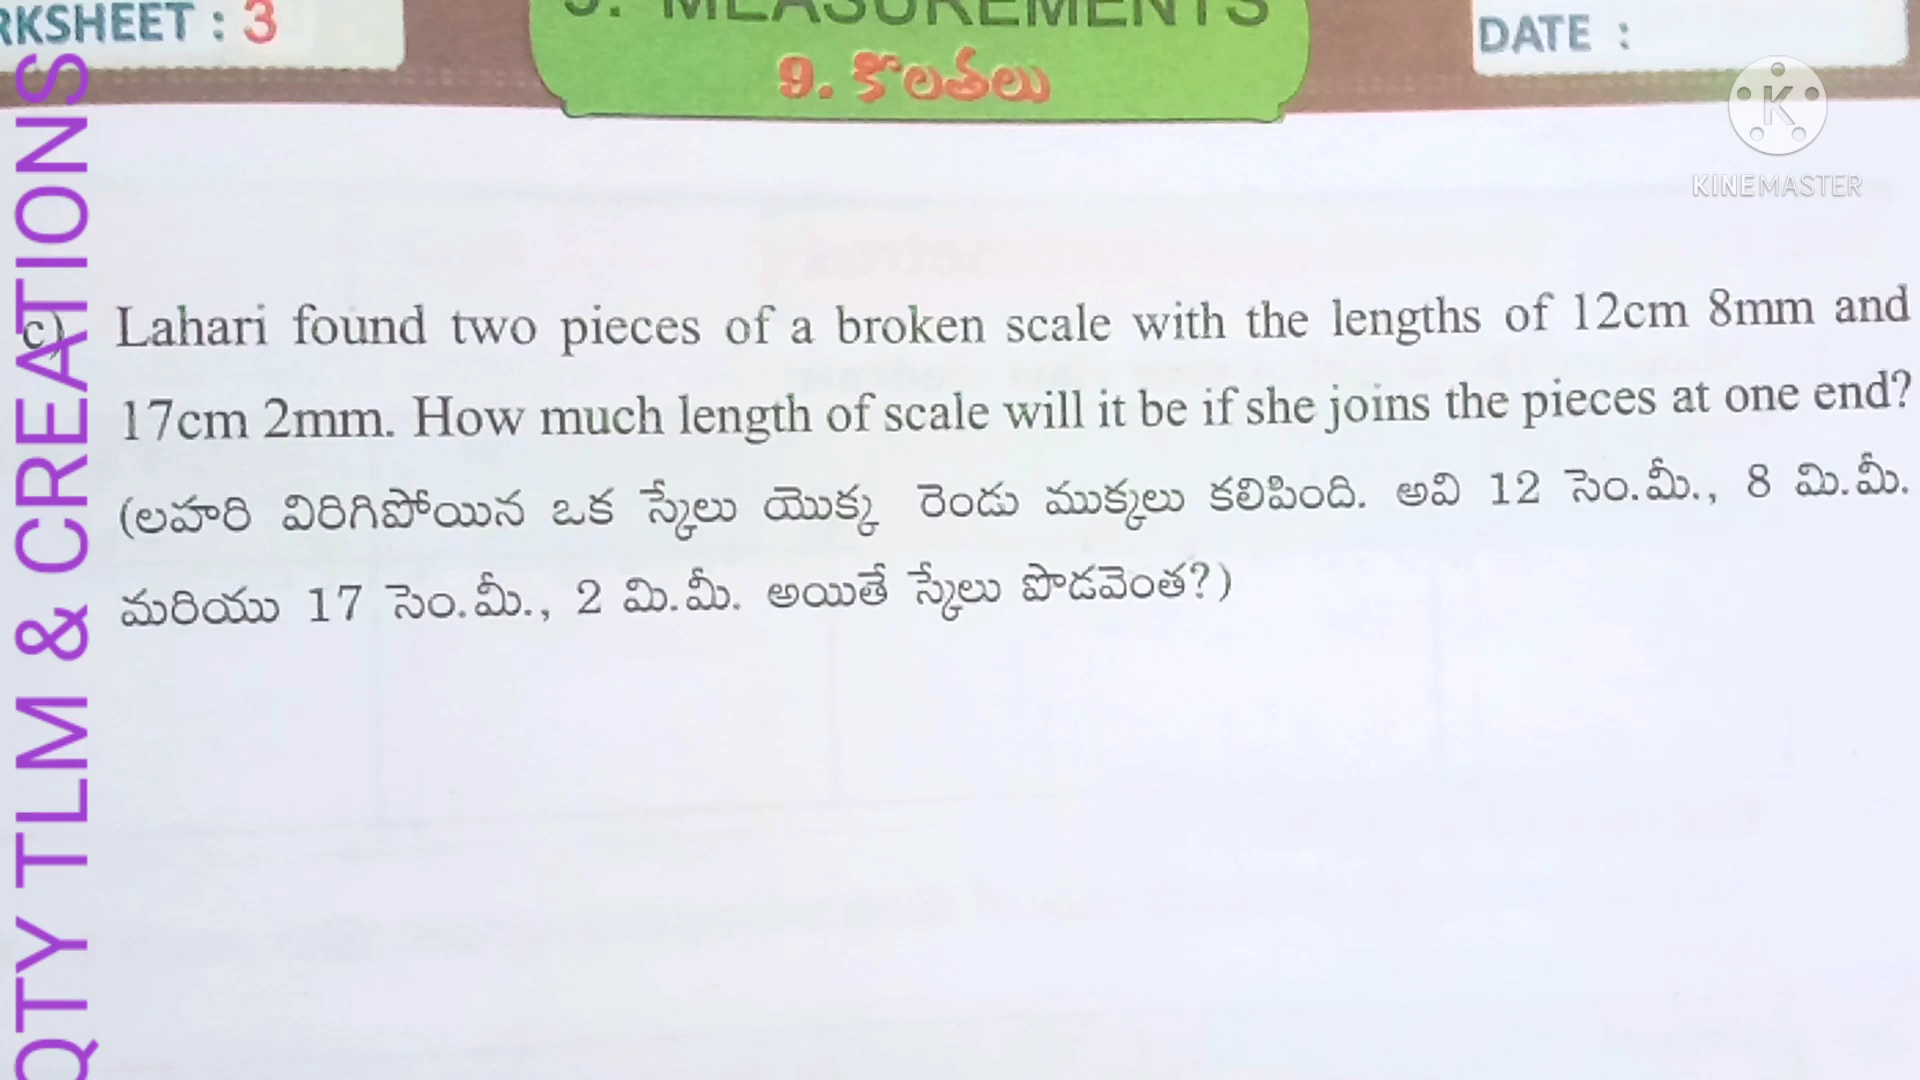 RKSHEET : 3
9. MEASUREMENTS
9. కొలతలు
DATE :
KINEMASTER
QTY TLM & CREATIONS
c) Lahari found two pieces of a broken scale with the lengths of 12cm 8mm and
17cm 2mm. How much length of scale will it be if she joins the pieces at one end?
(లహరి విరిగిపోయిన ఒక స్కేలు యొక్క రెండు ముక్కలు కలిపింది. అవి 12 సెం.మీ., 8 మి.మీ.
మరియు 17 సెం.మీ., 2 మి.మీ. అయితే స్కేలు పొడవెంత?)